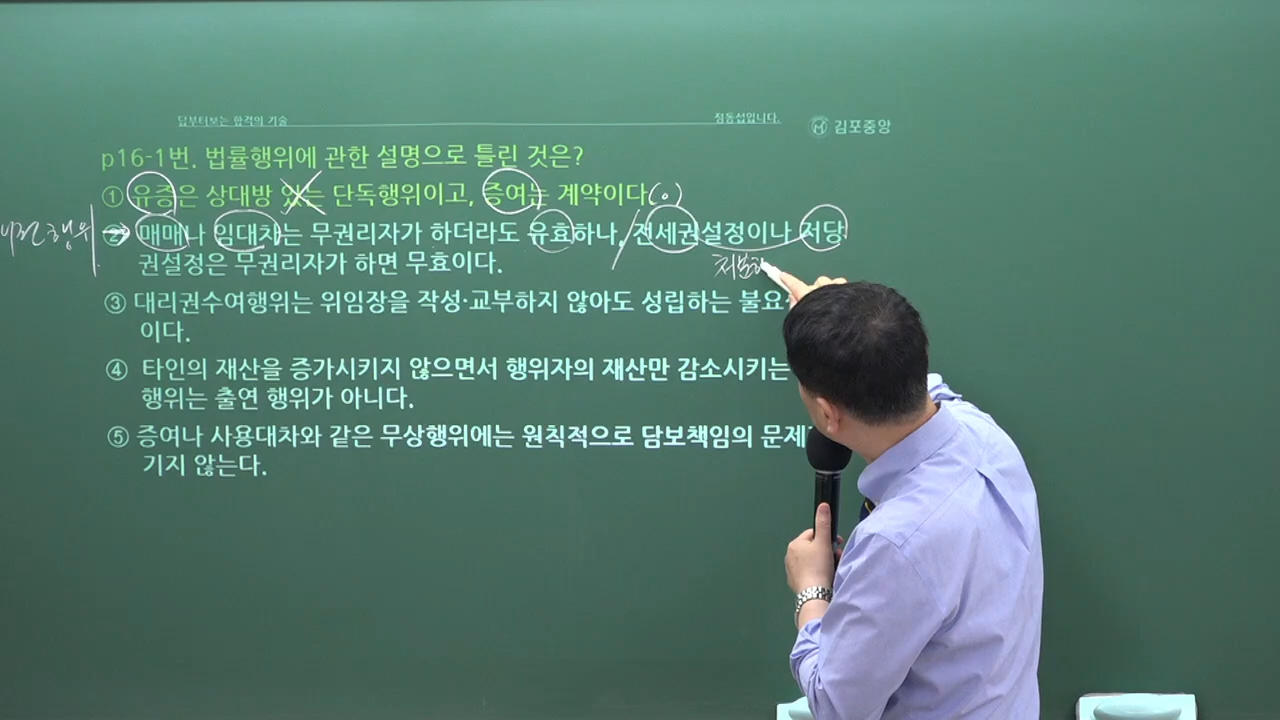 답부터보는 합격의 기술
정동섭입니다.
김포중앙
p16-1번. 법률행위에 관한 설명으로 틀린 것은?
① 유증은 상대방 있는 단독행위이고, 증여는 계약이다.(o)
② 매매나 임대차는 무권리자가 하더라도 유효하나, 전세권설정이나 저당
권설정은 무권리자가 하면 무효이다.
처분
행위
③ 대리권수여행위는 위임장을 작성·교부하지 않아도 성립하는
이다.
④ 타인의 재산을 증가시키지 않으면서 행위자의 재산만 감소시키는
행위는 출연 행위가 아니다.
⑤ 증여나 사용대차와 같은 무상행위에는 원칙적으로 담보책임의
기지 않는다.